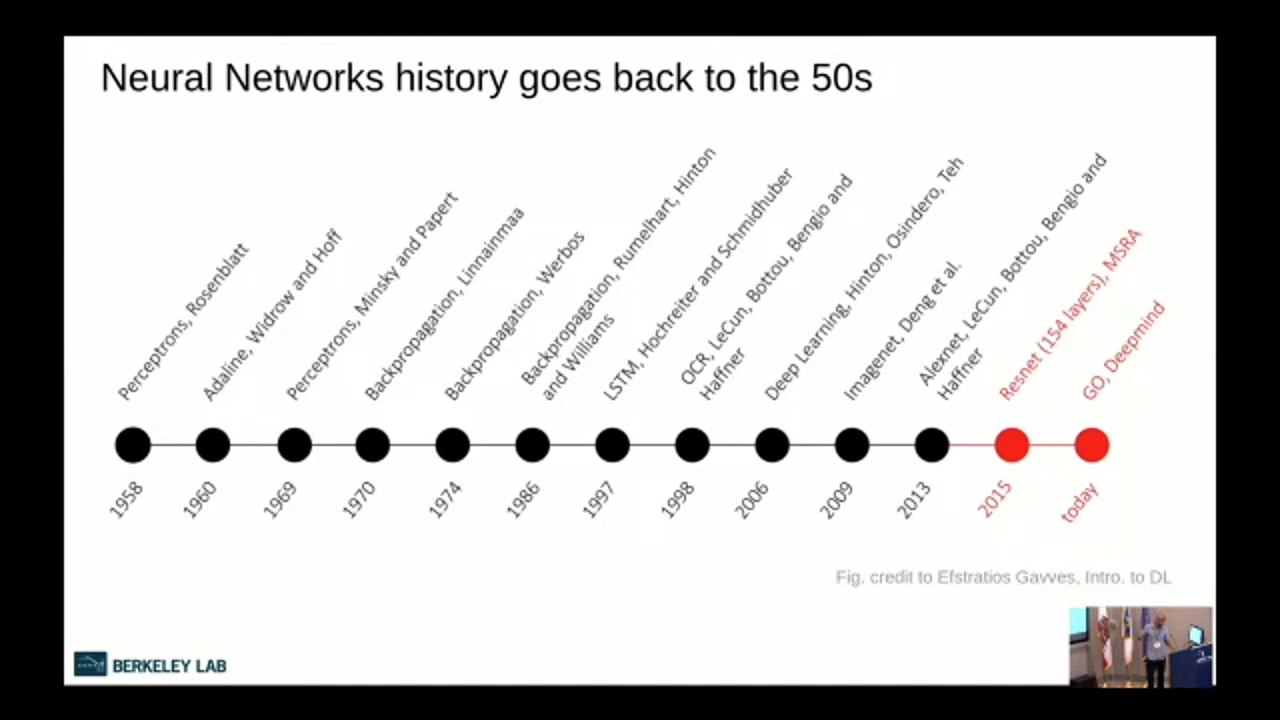 Neural Networks history goes back to the 50s
Perceptrons, Rosenblatt
Adaline, Widrow and Hoff
Perceptrons, Minsky and Papert
Backpropagation, Linnainmaa
Backpropagation, Werbos
Backpropagation, Rumelhart, Hinton
and Williams
LSTM, Hochreiter and Schmidhuber
OCR, LeCun, Bottou, Bengio and
Haffner
Deep Learning, Hinton, Osindero, Teh
Imagenet, Deng et al.
Alexnet, LeCun, Bottou, Bengio and
Haffner
Resnet (154 layers), MSRA
GO, Deepmind
1958
1960
1969
1970
1974
1986
1997
1998
2006
2009
2013
2015
today
Fig. credit to Efstratios Gavves, Intro. to DL
BERKELEY LAB